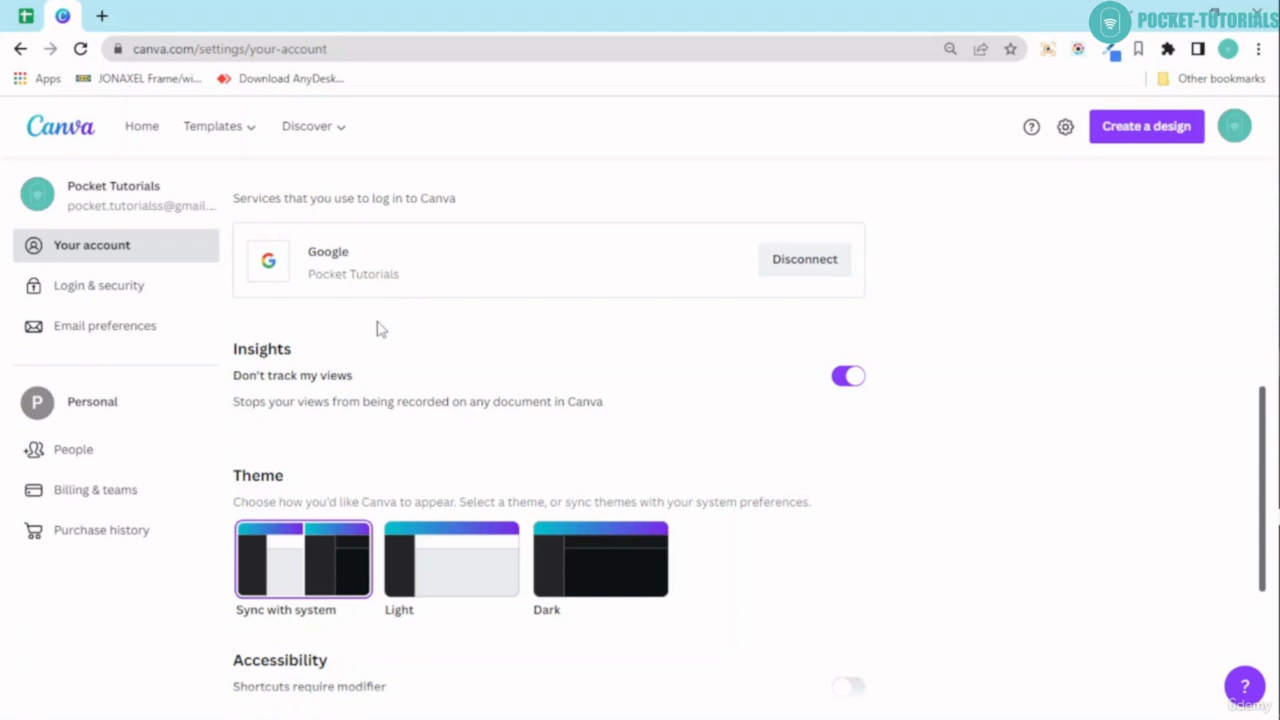 POCKET-TUTORIALS
canva.com/settings/your-account
Apps
JONAXEL Frame/wi...
Download AnyDesk...
Other bookmarks
Canva
Home
Templates
Discover
Create a design
Pocket Tutorials
pocket.tutorialss@gmail....
Your account
Login & security
Email preferences
P
Personal
People
Billing & teams
Purchase history
Services that you use to log in to Canva
Google
Pocket Tutorials
Disconnect
Insights
Don't track my views
Stops your views from being recorded on any document in Canva
Theme
Choose how you'd like Canva to appear. Select a theme, or sync themes with your system preferences.
Sync with system
Light
Dark
Accessibility
Shortcuts require modifier
?
Udemy